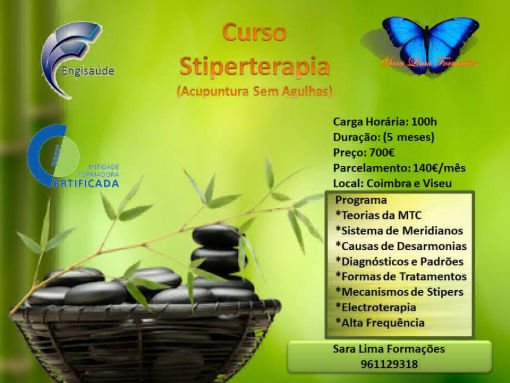 Curso
Stiperterapia
(Acupuntura Sem Agulhas)
Engisaúde
Sara Lima Formações
ENTIDADE
FORMADORA
CERTIFICADA
Carga Horária: 100h
Duração: (5 meses)
Preço: 700€
Parcelamento: 140€/mês
Local: Coimbra e Viseu
Programa
*Teorias da MTC
*Sistema de Meridianos
*Causas de Desarmonias
*Diagnósticos e Padrões
*Formas de Tratamentos
*Mecanismos de Stipers
*Electroterapia
*Alta Frequência
Sara Lima Formações
961129318